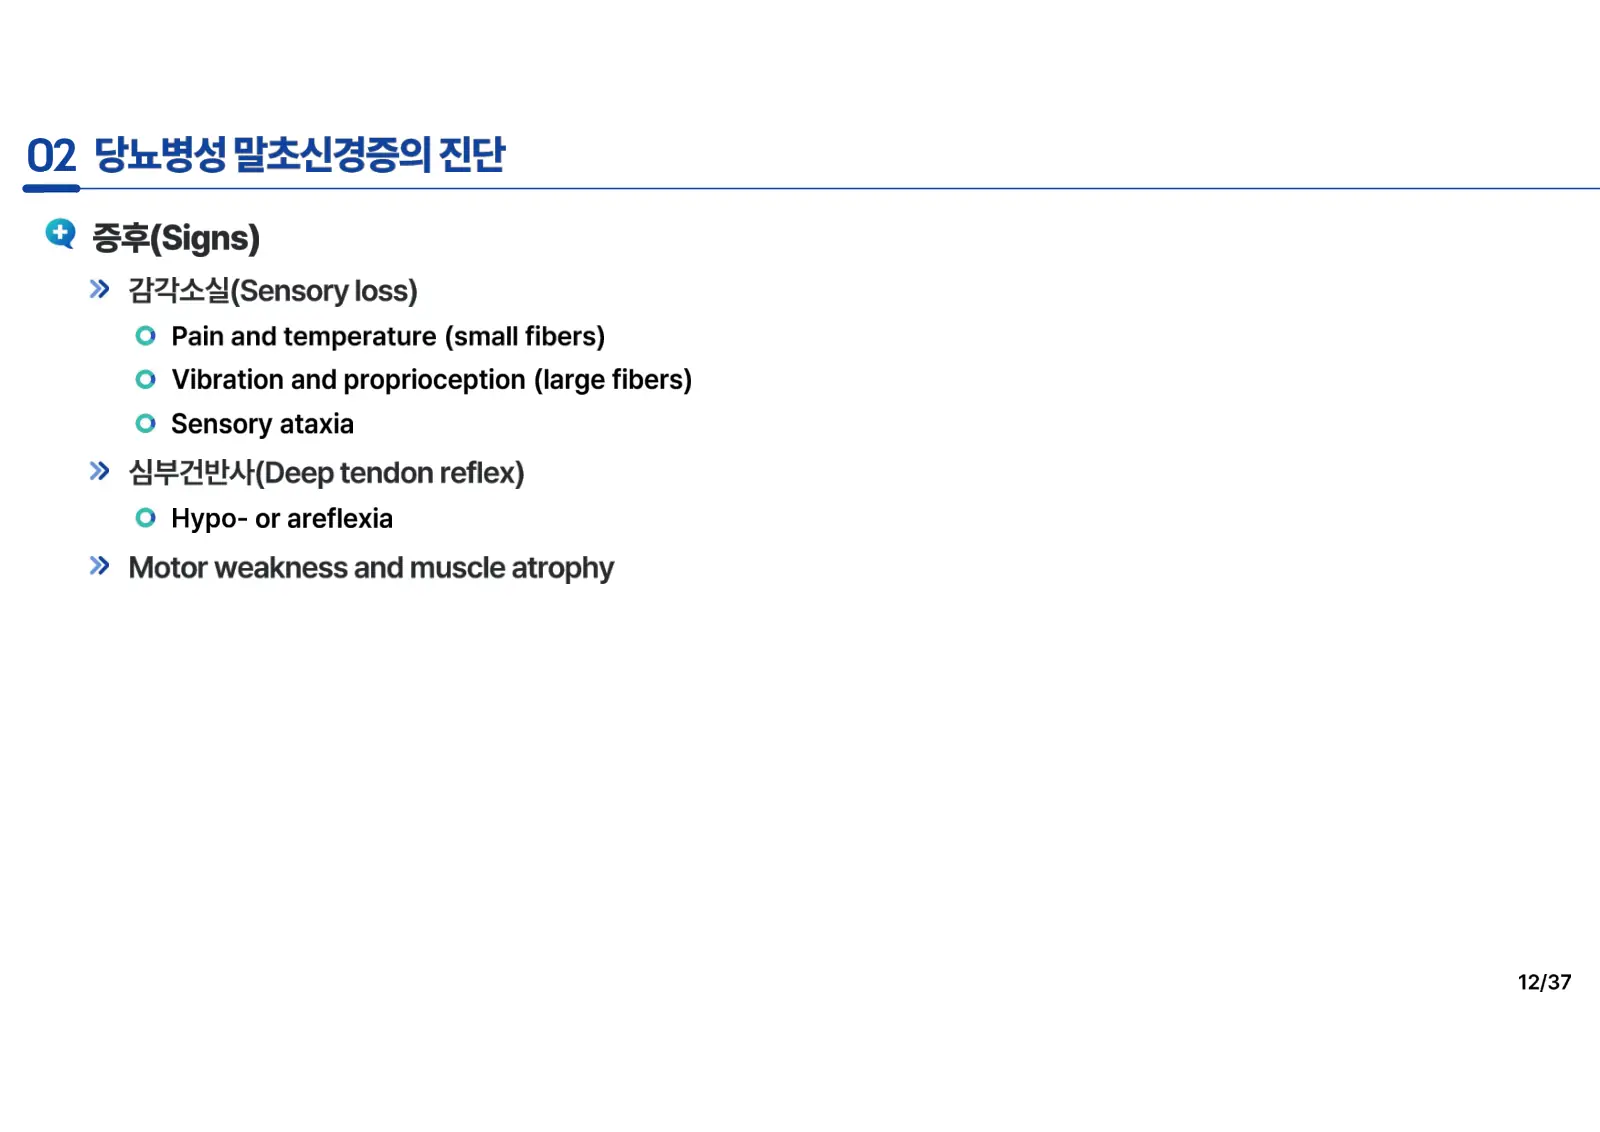 02 당뇨병성 말초신경증의 진단
증후(Signs)
감각소실(Sensory loss)
Pain and temperature (small fibers)
Vibration and proprioception (large fibers)
Sensory ataxia
심부건반사(Deep tendon reflex)
Hypo- or areflexia
Motor weakness and muscle atrophy
12/37